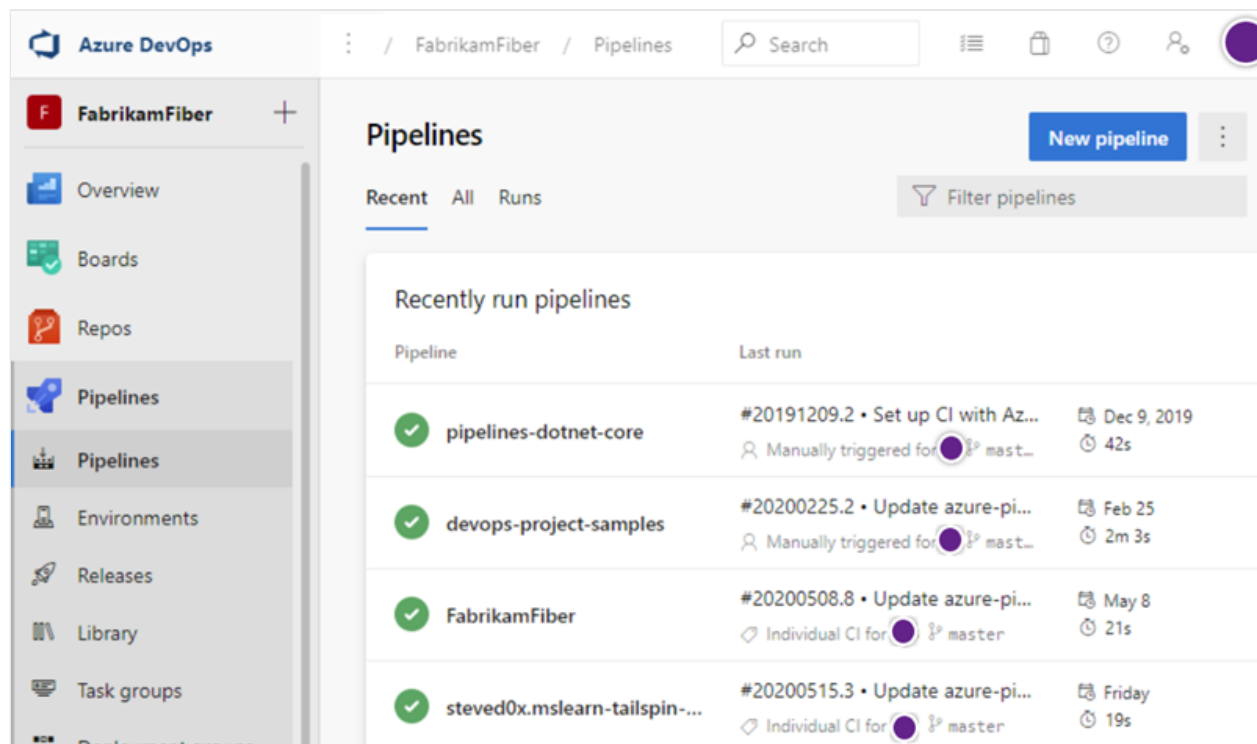 Azure DevOps
/ FabrikamFiber / Pipelines
Search
F FabrikamFiber
Overview
Boards
Repos
Pipelines
Pipelines
Environments
Releases
Library
Task groups
Pipelines
New pipeline
Recent All Runs
Filter pipelines
Recently run pipelines
Pipeline Last run
pipelines-dotnet-core
#20191209.2 • Set up CI with Az...
Dec 9, 2019
Manually triggered for mast...
42s
devops-project-samples
#20200225.2 • Update azure-pi...
Feb 25
Manually triggered for mast...
2m 3s
FabrikamFiber
#20200508.8 • Update azure-pi...
May 8
Individual CI for master
21s
steved0x.mslearn-tailspin-...
#20200515.3 • Update azure-pi...
Friday
Individual CI for master
19s